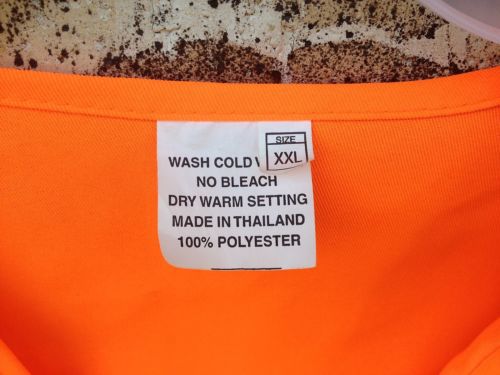 SIZE
XXL
WASH COLD
NO BLEACH
DRY WARM SETTING
MADE IN THAILAND
100% POLYESTER